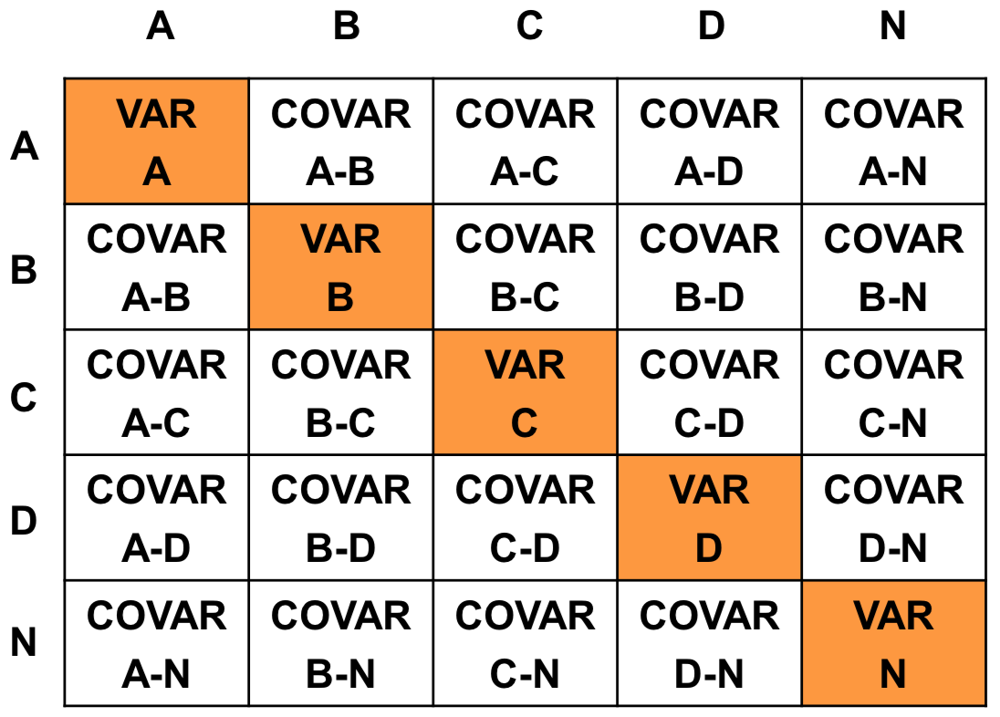 A B C D N
A
VAR COVAR COVAR COVAR COVAR
A A-B A-C A-D A-N
B
COVAR VAR COVAR COVAR COVAR
A-B B B-C B-D B-N
C
COVAR COVAR VAR COVAR COVAR
A-C B-C C C-D C-N
D
COVAR COVAR COVAR VAR COVAR
A-D B-D C-D D D-N
N
COVAR COVAR COVAR COVAR VAR
A-N B-N C-N D-N N